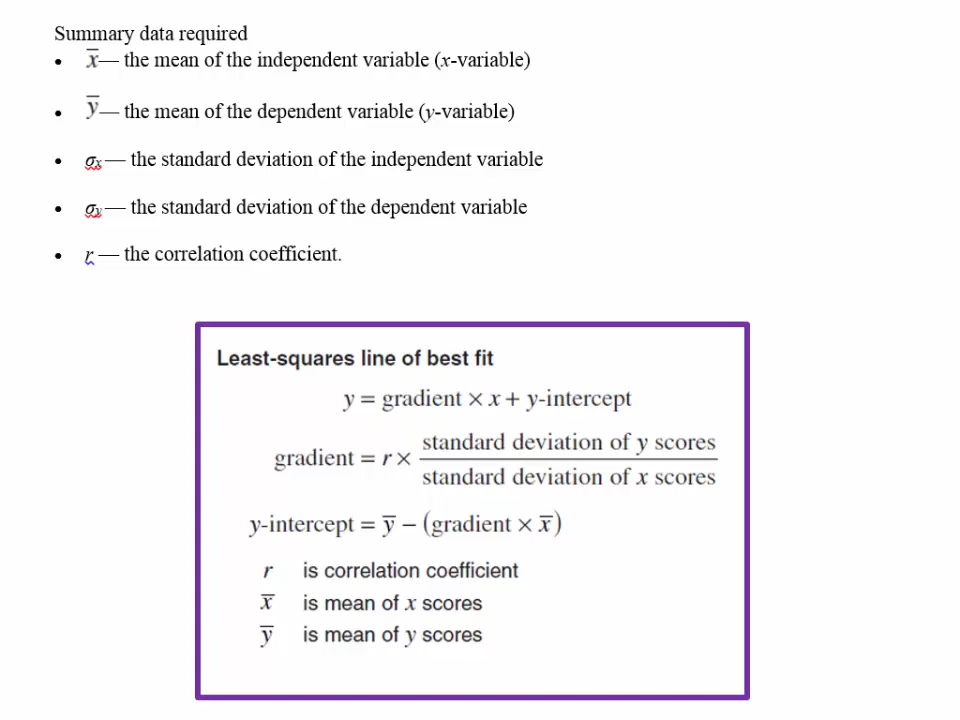 Summary data required
• x̄— the mean of the independent variable (x-variable)
• ȳ— the mean of the dependent variable (y-variable)
• σx— the standard deviation of the independent variable
• σy— the standard deviation of the dependent variable
• r — the correlation coefficient.
Least-squares line of best fit
y = gradient × x + y-intercept
gradient = r × standard deviation of y scores / standard deviation of x scores
y-intercept = ȳ − (gradient × x̄)
r is correlation coefficient
x̄ is mean of x scores
ȳ is mean of y scores